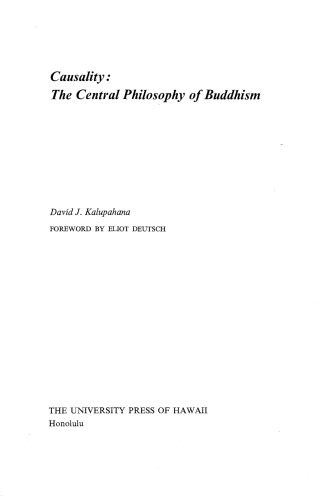 Causality:
The Central Philosophy of Buddhism
David J. Kalupahana
FOREWORD BY ELIOT DEUTSCH
THE UNIVERSITY PRESS OF HAWAII
Honolulu